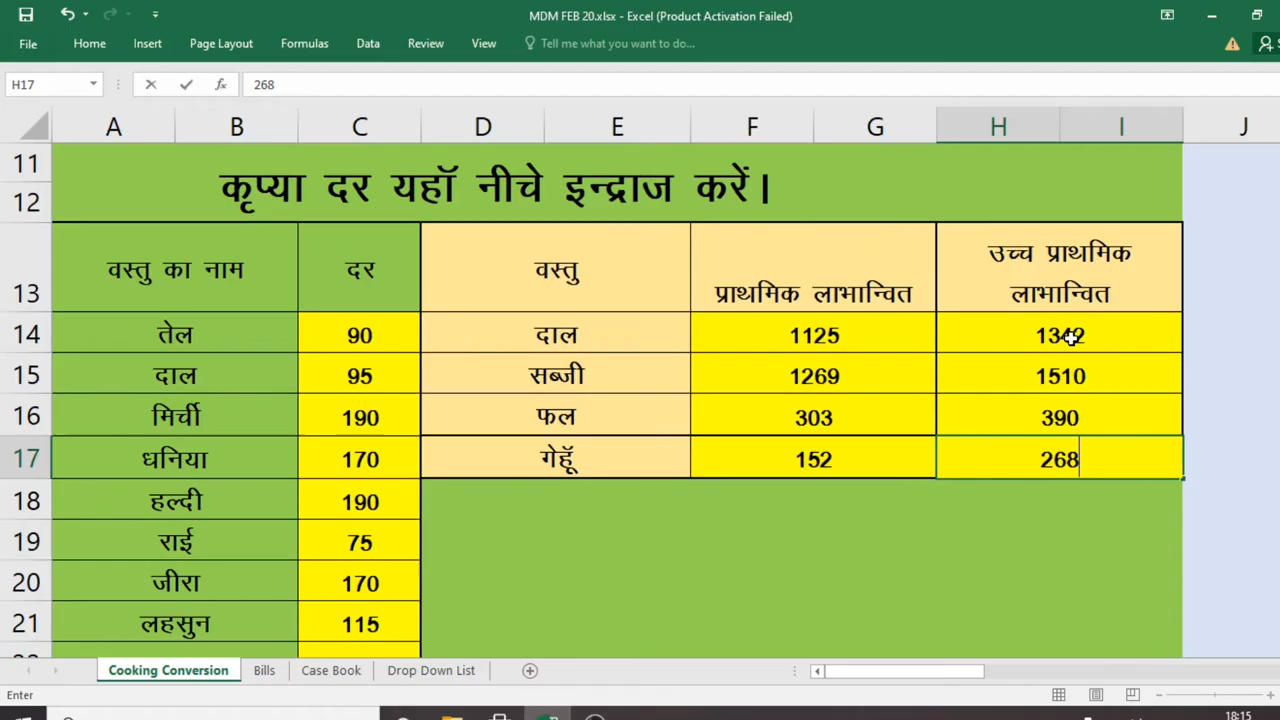 MDM FEB 20.xlsx - Excel (Product Activation Failed)
File Home Insert Page Layout Formulas Data Review View Tell me what you want to do...
H17 fx 268
A B C D E F G H I J
11
12 कृप्या दर यहॉ नीचे इन्द्राज करें।
13 वस्तु का नाम दर वस्तु प्राथमिक लाभान्वित उच्च प्राथमिक
लाभान्वित
14 तेल 90 दाल 1125 1342
15 दाल 95 सब्जी 1269 1510
16 मिर्ची 190 फल 303 390
17 धनिया 170 गेहूॅ 152 268
18 हल्दी 190
19 राई 75
20 जीरा 170
21 लहसुन 115
Cooking Conversion Bills Case Book Drop Down List
Enter
18:15